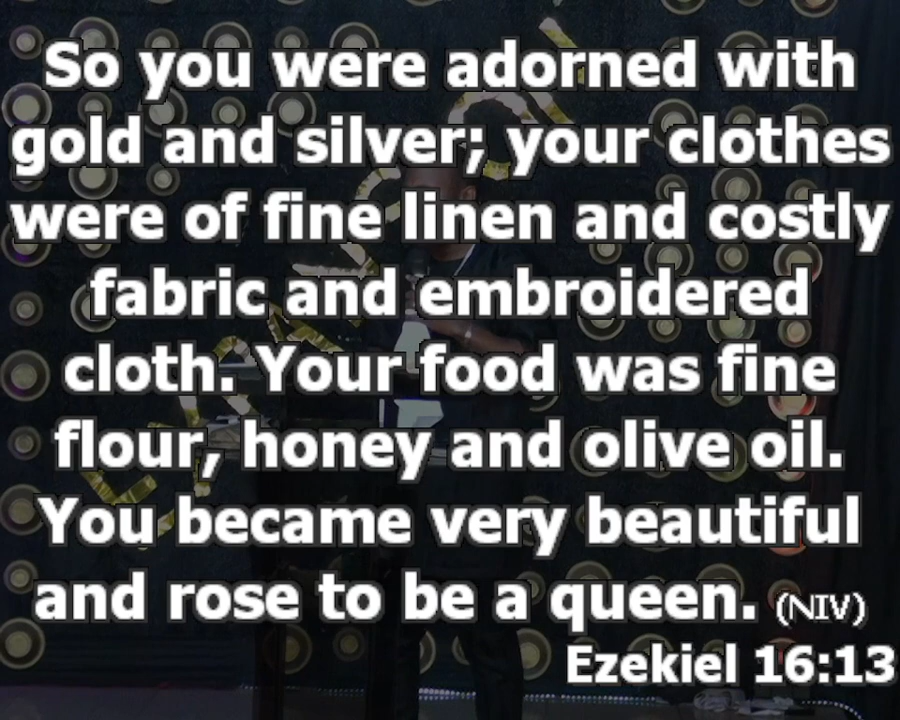 So you were adorned with
gold and silver; your clothes
were of fine linen and costly
fabric and embroidered
cloth. Your food was fine
flour, honey and olive oil.
You became very beautiful
and rose to be a queen. (NIV)
Ezekiel 16:13